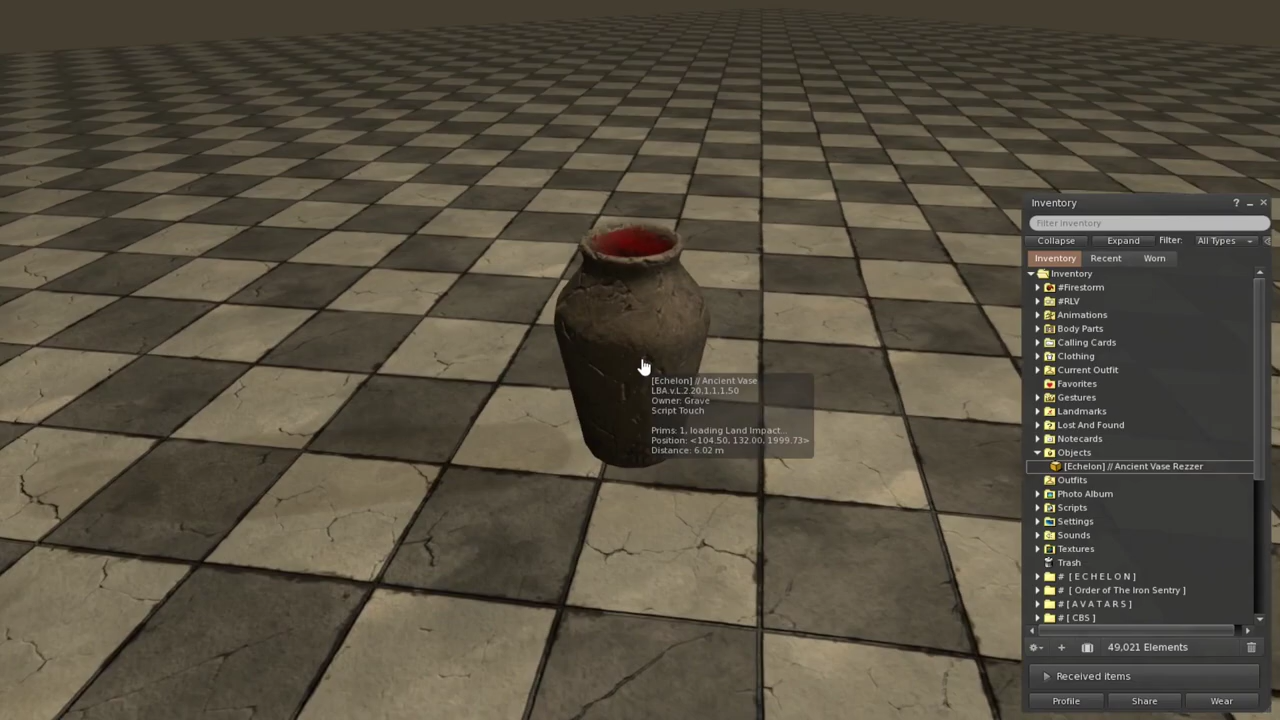 [Echelon] // Ancient Vase
LBA.v.L.2.20,1,1,1,50
Owner: Grave
Script Touch
Prims: 1, loading Land Impact...
Position: <104.50, 132.00, 1999.73>
Distance: 6.02 m
Inventory ?
Filter Inventory
Collapse Expand Filter: All Types
Inventory Recent Worn
Inventory
#Firestorm
#RLV
Animations
Body Parts
Calling Cards
Clothing
Current Outfit
Favorites
Gestures
Landmarks
Lost And Found
Notecards
Objects
[Echelon] // Ancient Vase Rezzer
Outfits
Photo Album
Scripts
Settings
Sounds
Textures
Trash
# [ E C H E L O N ]
# [ Order of The Iron Sentry ]
# [ A V A T A R S ]
# [ CBS ]
49,021 Elements
Received items
Profile Share Wear